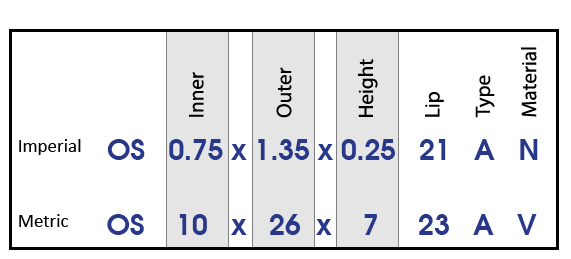 Inner Outer Height Lip Type Material
Imperial OS 0.75 x 1.35 x 0.25 21 A N
Metric OS 10 x 26 x 7 23 A V